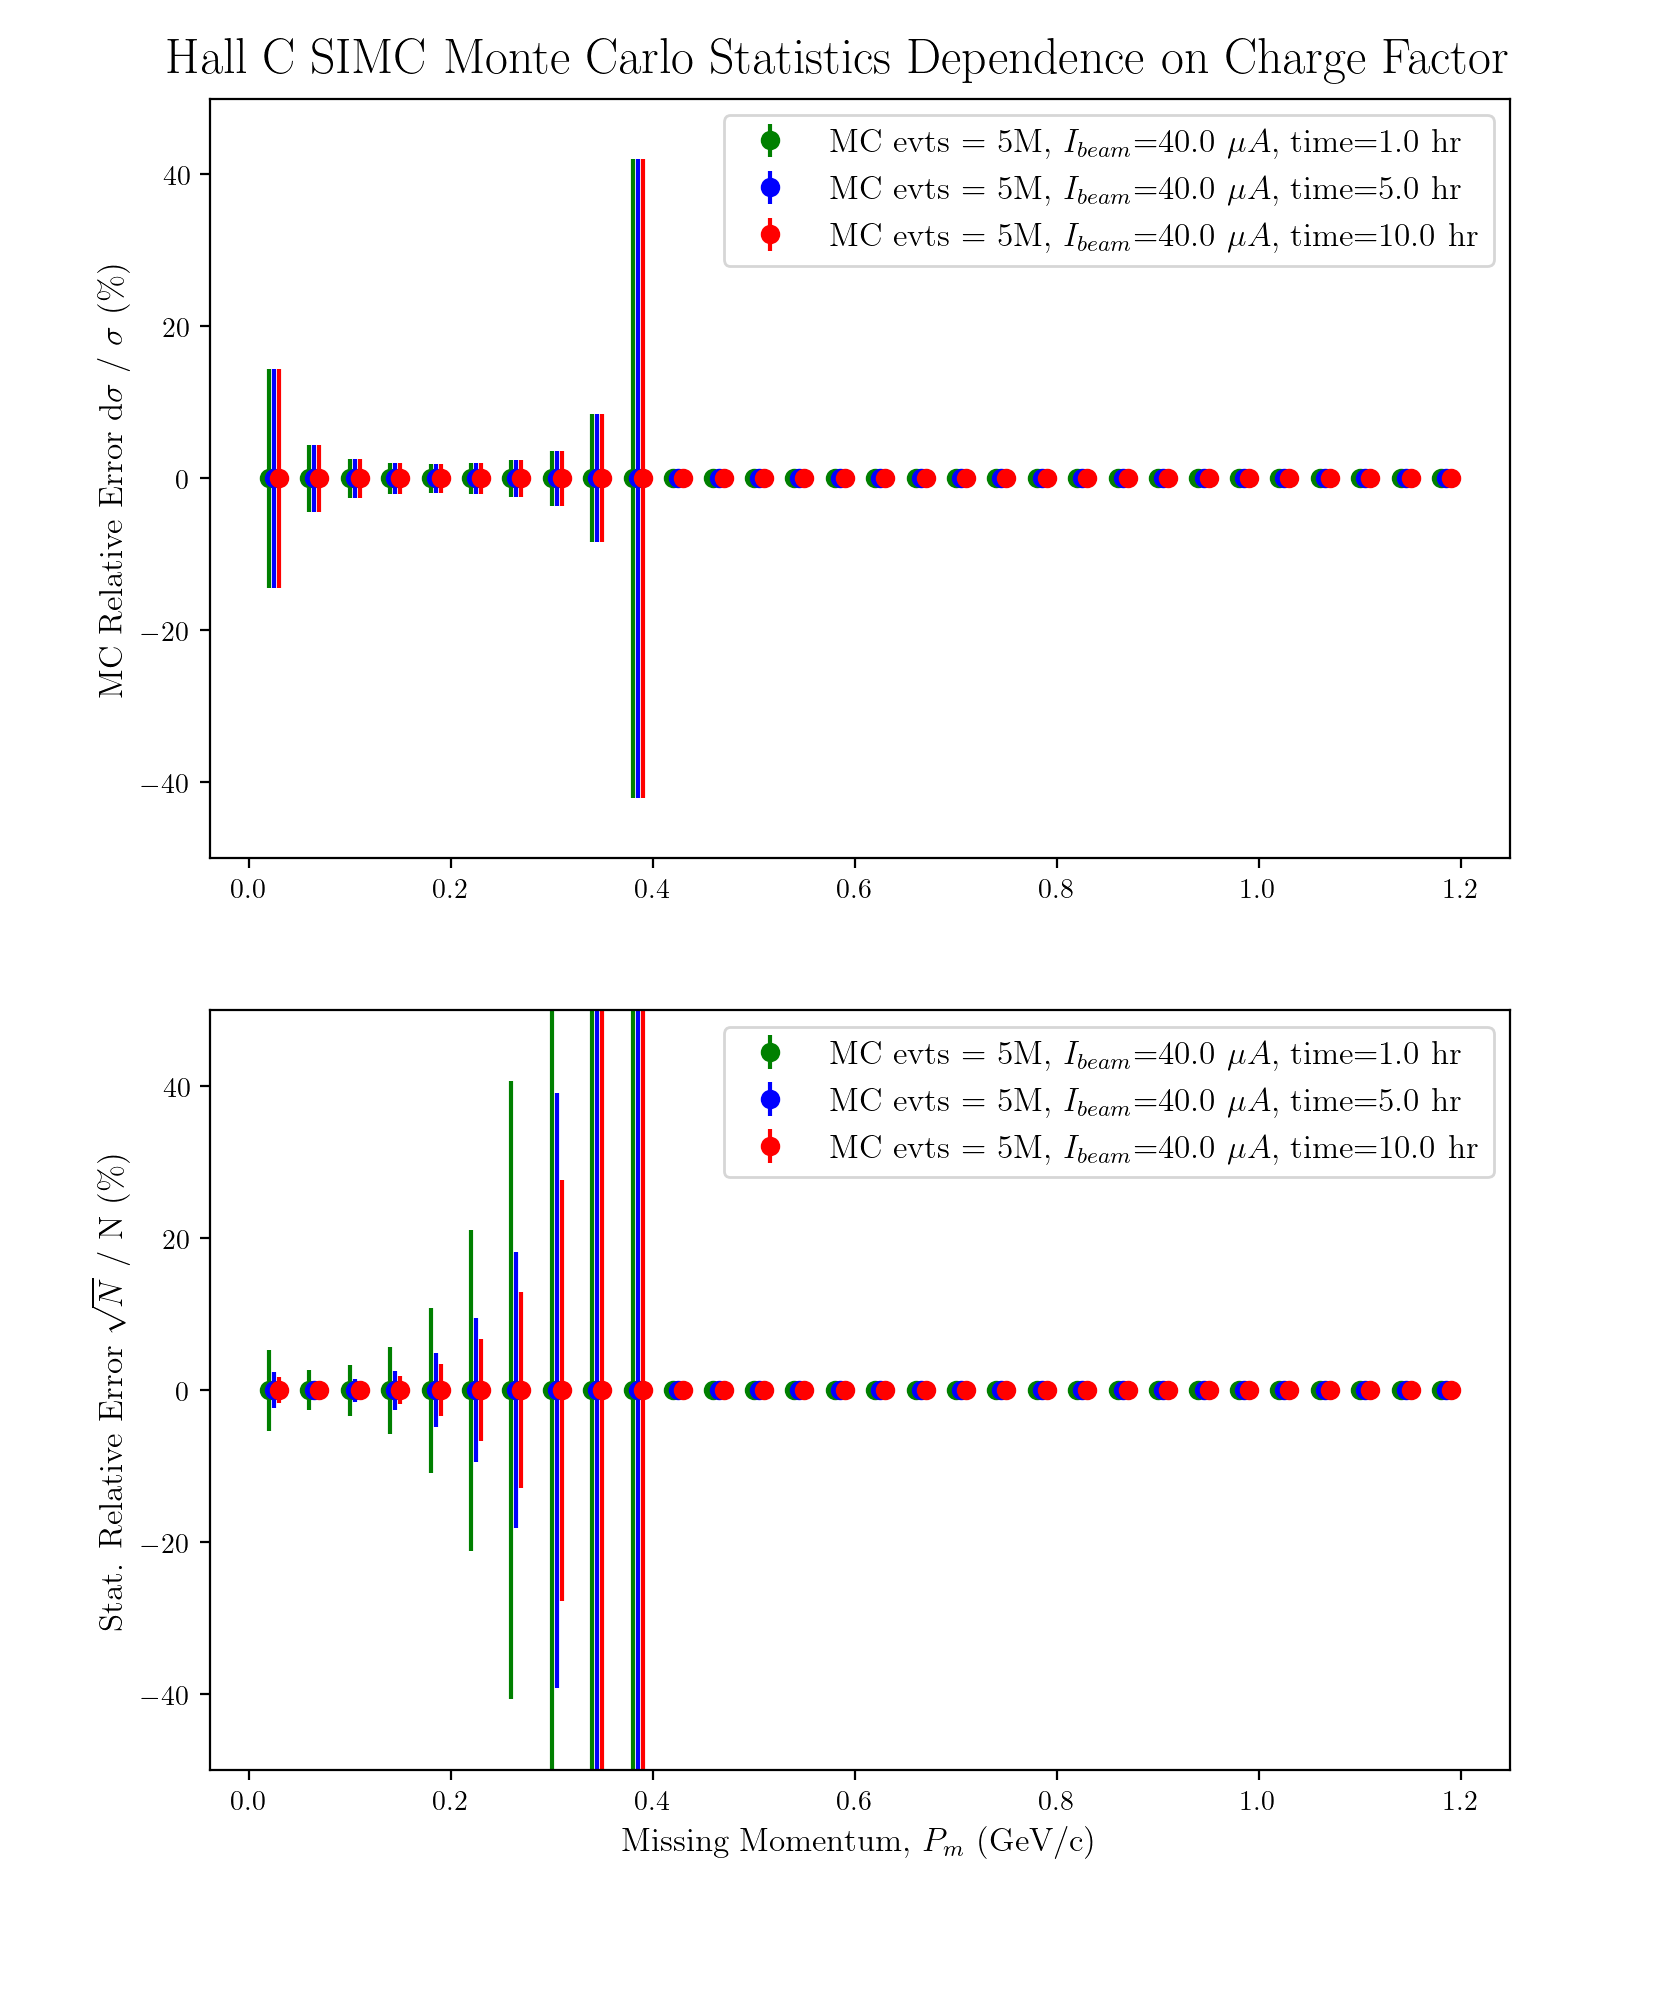 Hall C SIMC Monte Carlo Statistics Dependence on Charge Factor
MC Relative Error dσ / σ (%)
40
20
0
−20
−40
MC evts = 5M, I_beam=40.0 μA, time=1.0 hr
MC evts = 5M, I_beam=40.0 μA, time=5.0 hr
MC evts = 5M, I_beam=40.0 μA, time=10.0 hr
0.0 0.2 0.4 0.6 0.8 1.0 1.2
Stat. Relative Error √N / N (%)
40
20
0
−20
−40
MC evts = 5M, I_beam=40.0 μA, time=1.0 hr
MC evts = 5M, I_beam=40.0 μA, time=5.0 hr
MC evts = 5M, I_beam=40.0 μA, time=10.0 hr
0.0 0.2 0.4 0.6 0.8 1.0 1.2
Missing Momentum, P_m (GeV/c)